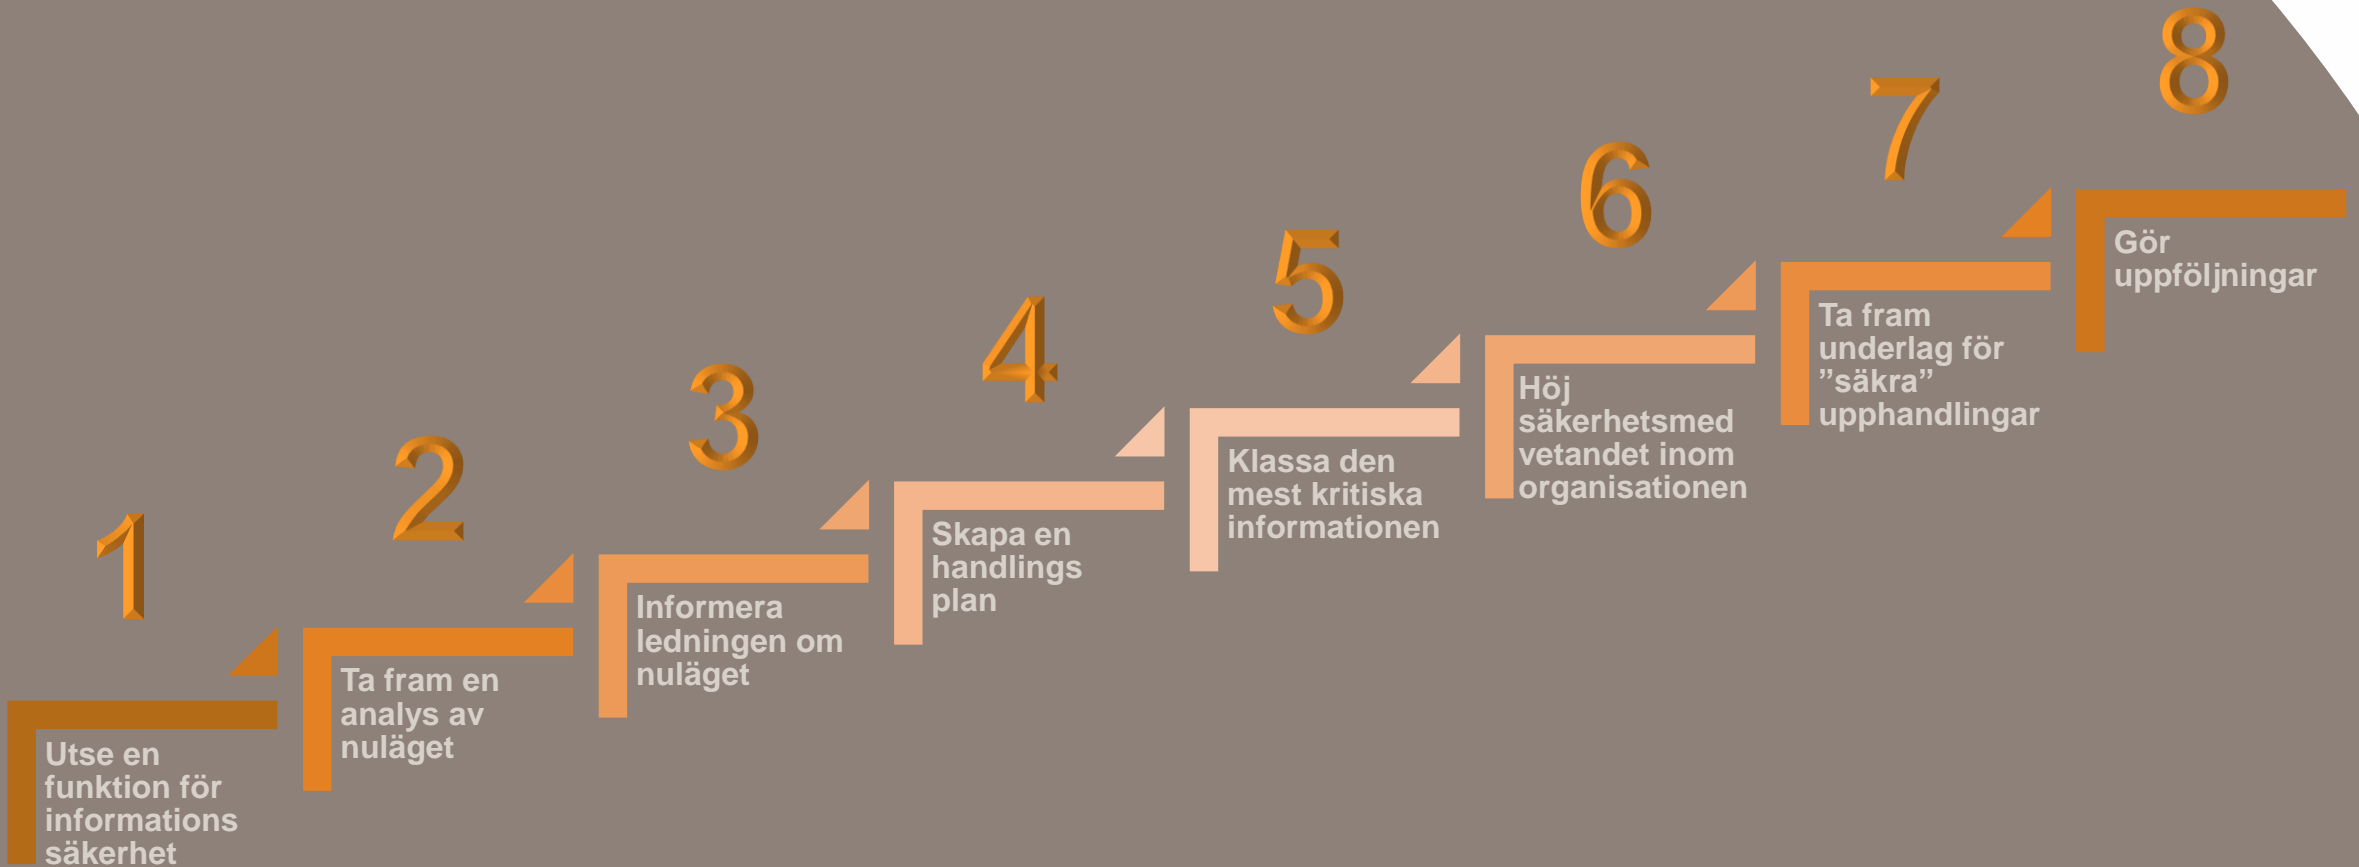 1
Utse en
funktion för
informations
säkerhet
2
Ta fram en
analys av
nuläget
3
Informera
ledningen om
nuläget
4
Skapa en
handlings
plan
5
Klassa den
mest kritiska
informationen
6
Höj
säkerhetsmed
vetandet inom
organisationen
7
Ta fram
underlag för
”säkra”
upphandlingar
8
Gör
uppföljningar